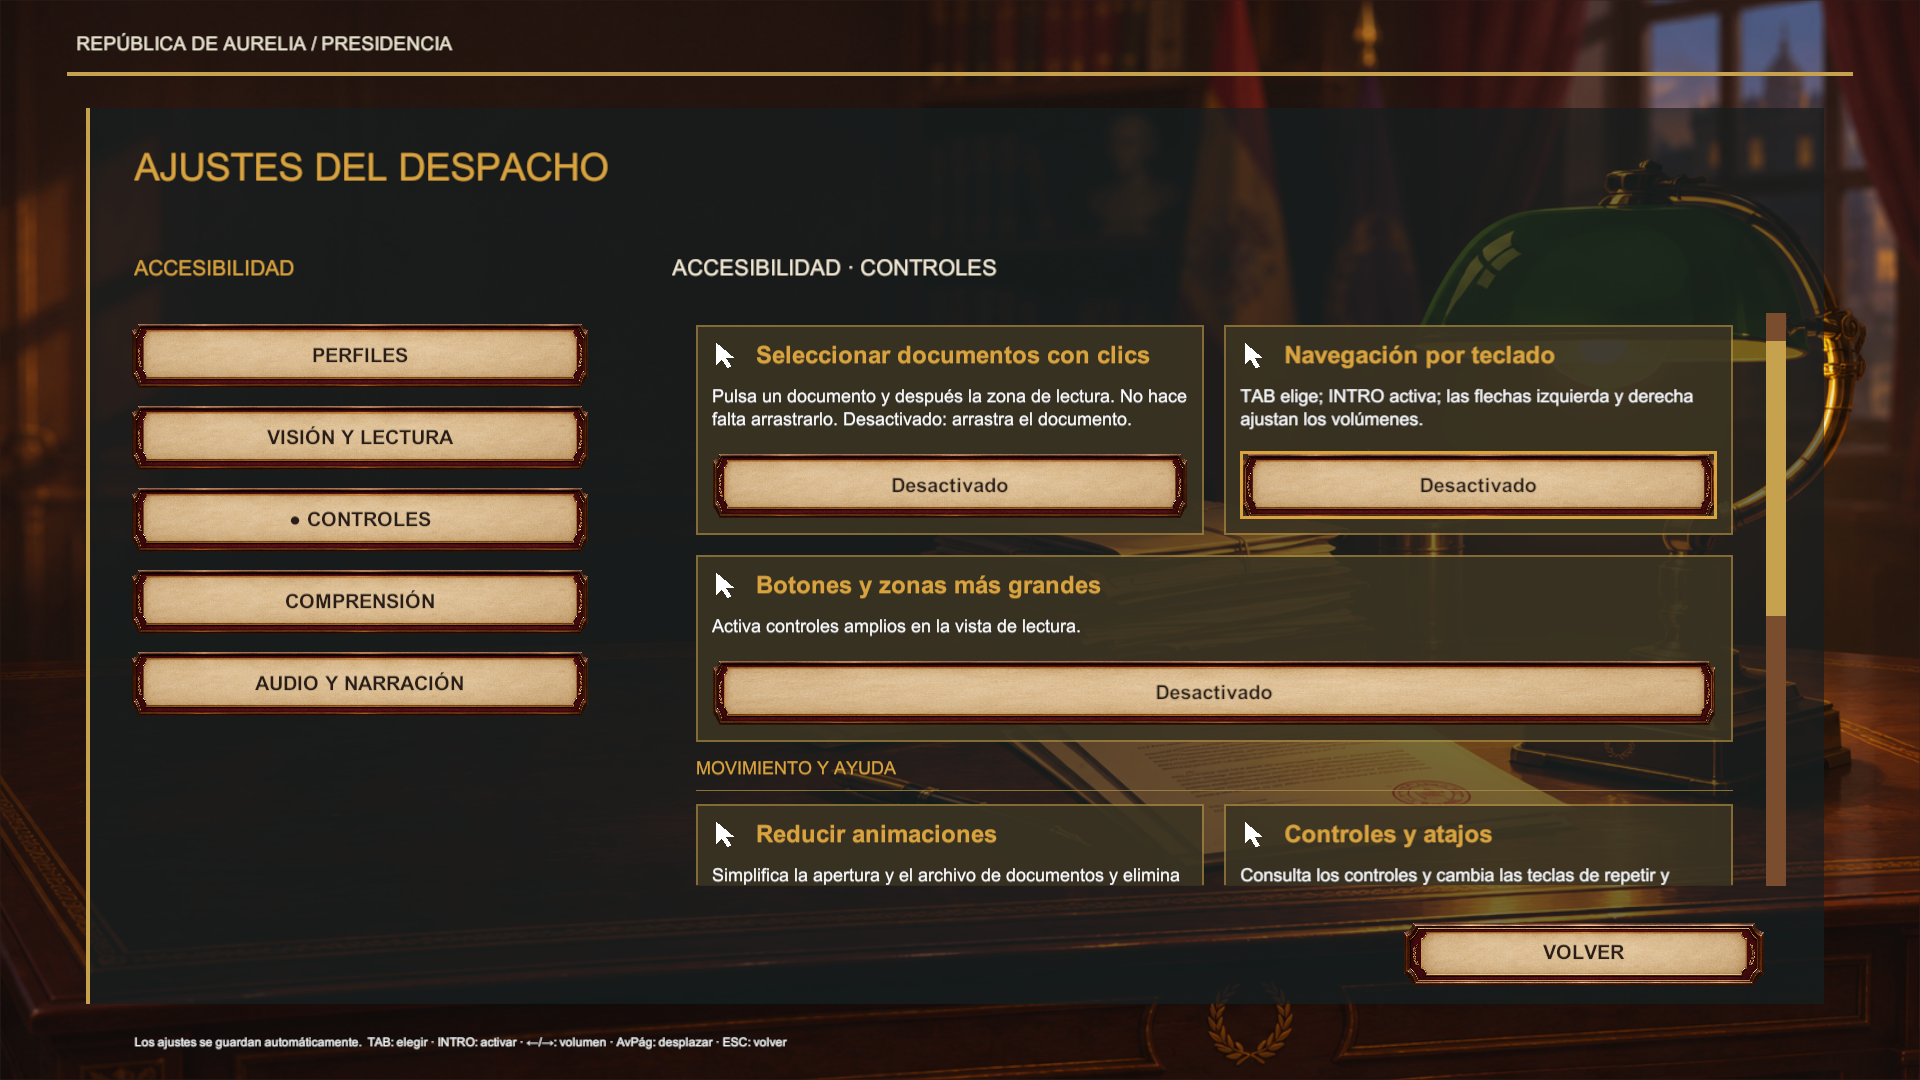 REPÚBLICA DE AURELIA / PRESIDENCIA
AJUSTES DEL DESPACHO
ACCESIBILIDAD
PERFILES
VISIÓN Y LECTURA
• CONTROLES
COMPRENSIÓN
AUDIO Y NARRACIÓN
ACCESIBILIDAD · CONTROLES
Seleccionar documentos con clics
Pulsa un documento y después la zona de lectura. No hace
falta arrastrarlo. Desactivado: arrastra el documento.
Desactivado
Navegación por teclado
TAB elige; INTRO activa; las flechas izquierda y derecha
ajustan los volúmenes.
Desactivado
Botones y zonas más grandes
Activa controles amplios en la vista de lectura.
Desactivado
MOVIMIENTO Y AYUDA
Reducir animaciones
Simplifica la apertura y el archivo de documentos y elimina
Controles y atajos
Consulta los controles y cambia las teclas de repetir y
VOLVER
Los ajustes se guardan automáticamente. TAB: elegir · INTRO: activar · ←/→: volumen · AvPág: desplazar · ESC: volver